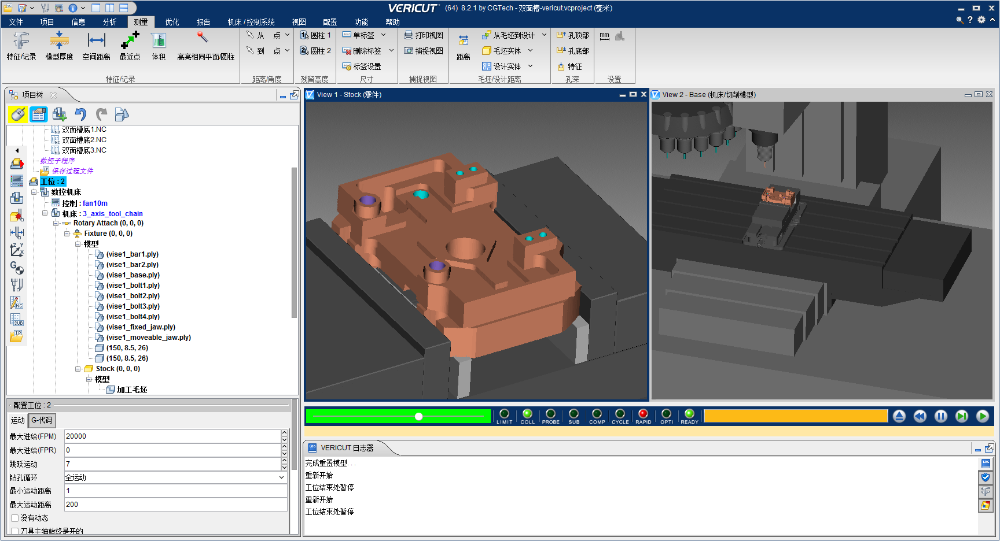 VERICUT (64) 8.2.1 by CGTech - 双面槽-vericut.vcproject (毫米)
文件 项目 信息 分析 测量 优化 报告 机床 / 控制系统 视图 配置 功能 帮助
特征/记录 模型厚度 空间距离 最近点 体积 高亮相同平面/圆柱
从 点
到 点
圆柱 1
圆柱 2
单标签
删除标签
标签设置
打印视图
捕捉视图
距离
从毛坯到设计
毛坯实体
设计实体
孔顶部
孔底部
特征
mm
特征/记录 距离/角度 残留高度 尺寸 捕捉视图 毛坯/设计距离 孔深 设置
项目树
双面槽底1.NC
双面槽底2.NC
双面槽底3.NC
数控子程序
保存过程文件
工位 : 2
数控机床
控制 : fan10m
机床 : 3_axis_tool_chain
Rotary Attach (0, 0, 0)
Fixture (0, 0, 0)
模型
(vise1_bar1.ply)
(vise1_bar2.ply)
(vise1_base.ply)
(vise1_bolt1.ply)
(vise1_bolt2.ply)
(vise1_bolt3.ply)
(vise1_bolt4.ply)
(vise1_fixed_jaw.ply)
(vise1_moveable_jaw.ply)
(150, 8.5, 26)
(150, 8.5, 26)
Stock (0, 0, 0)
模型
加工毛坯
配置工位 : 2
运动 G-代码
最大进给(FPM) 20000
最大进给(FPR) 0
跳跃运动 7
钻孔循环 全运动
最小运动距离 1
最大运动距离 200
没有动态
刀具主轴始终是开的
View 1 - Stock (零件)
View 2 - Base (机床/切削模型)
LIMIT COLL PROBE SUB COMP CYCLE RAPID OPTI READY
VERICUT 日志器
完成重置模型. . .
重新开始
工位结束处暂停
重新开始
工位结束处暂停